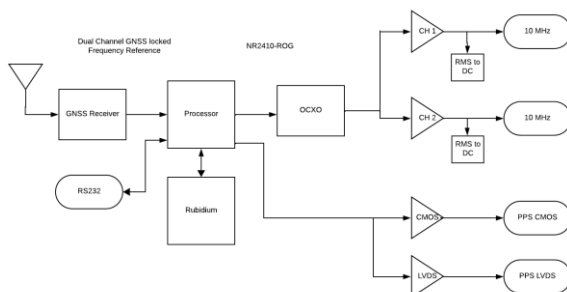 Dual Channel GNSS locked
Frequency Reference
NR2410-ROG
CH 1
10 MHz
RMS to
DC
GNSS Receiver
Processor
OCXO
CH 2
10 MHz
RMS to
DC
RS232
Rubidium
CMOS
PPS CMOS
LVDS
PPS LVDS